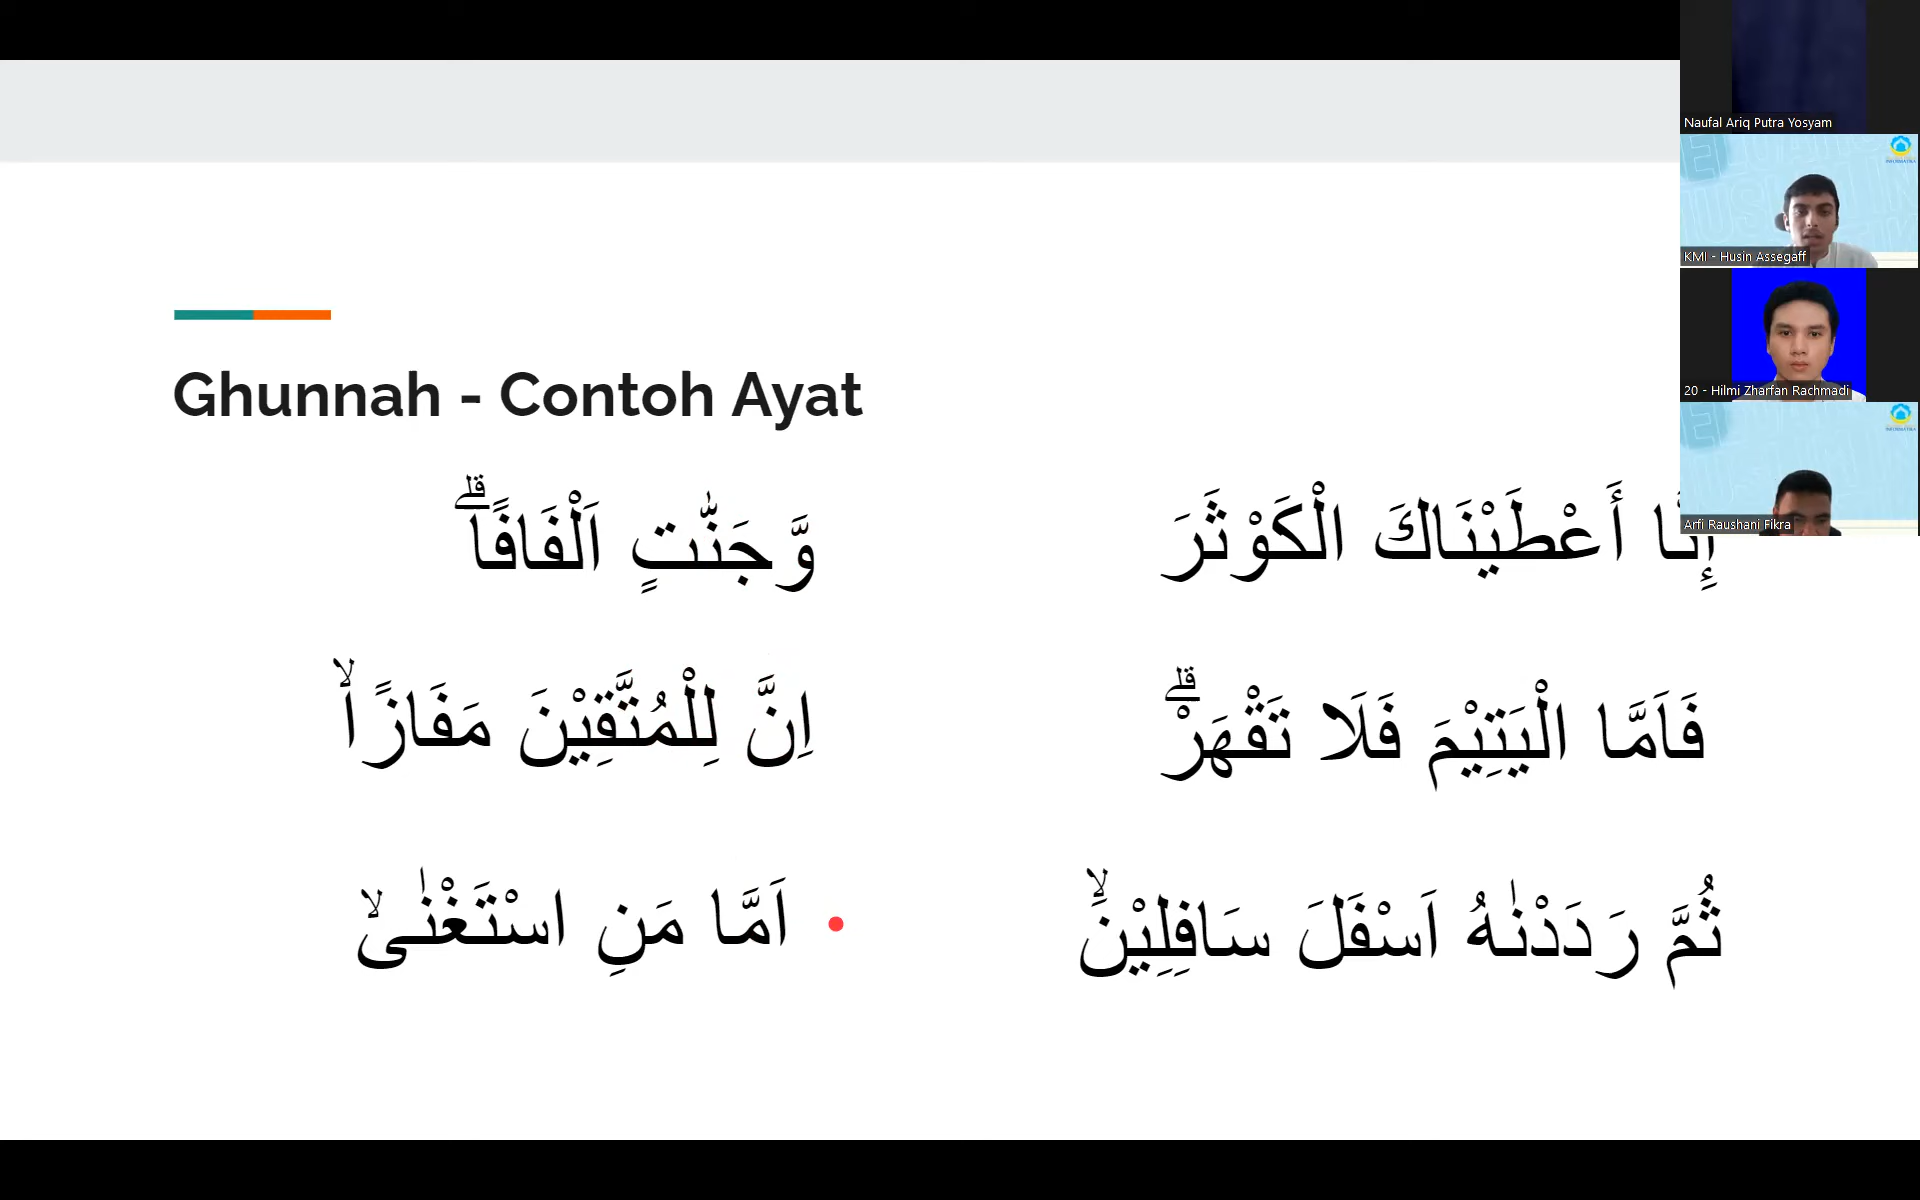 Naufal Ariq Putra Yosyam
KMI - Husin Assegaff
20 - Hilmi Zharfan Rachmadi
Arfi Raushani Fikra
Ghunnah - Contoh Ayat
إِنَّا أَعْطَيْنَاكَ الْكَوْثَرَ
وَّجَنّٰتٍ اَلْفَافًاۗ
فَاَمَّا الْيَتِيْمَ فَلَا تَقْهَرْۗ
اِنَّ لِلْمُتَّقِيْنَ مَفَازًاۙ
ثُمَّ رَدَدْنٰهُ اَسْفَلَ سَافِلِيْنَۙ
اَمَّا مَنِ اسْتَغْنٰىۙ